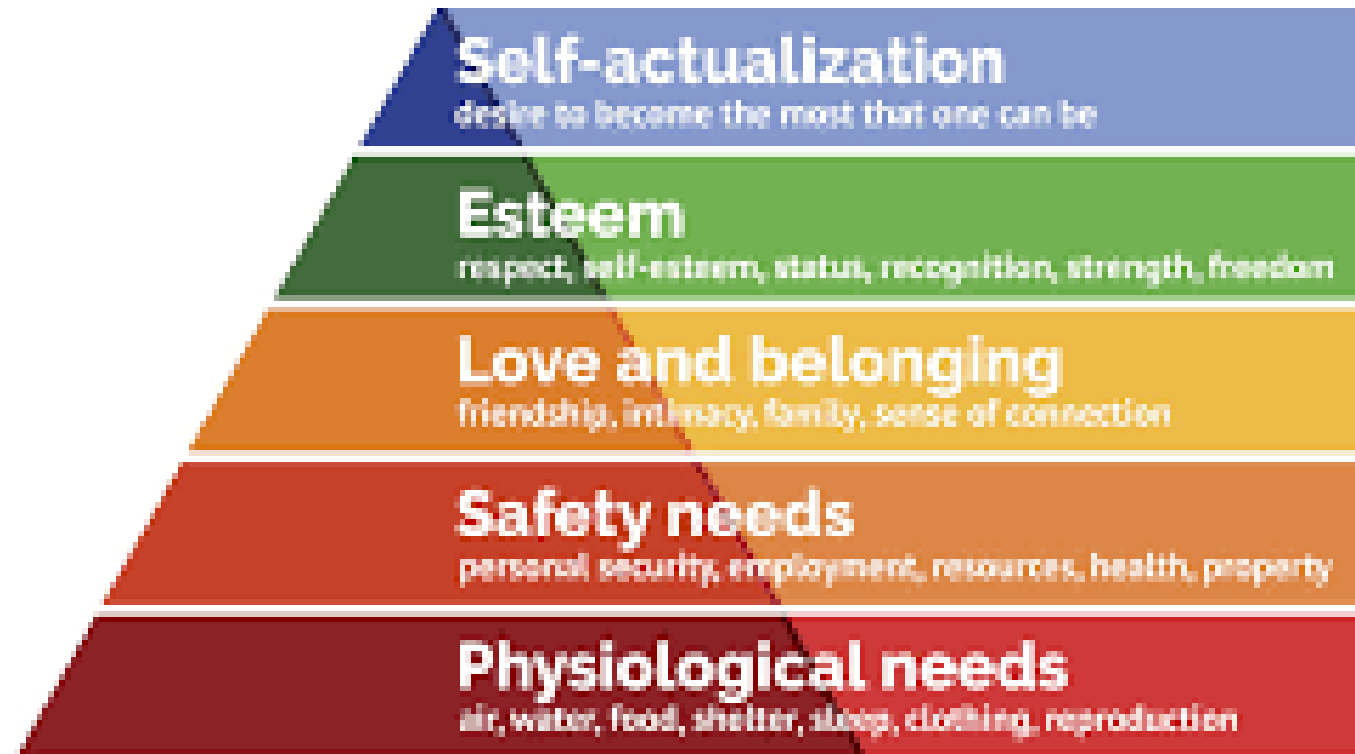 Self-actualization
desire to become the most that one can be
Esteem
respect, self-esteem, status, recognition, strength, freedom
Love and belonging
friendship, intimacy, family, sense of connection
Safety needs
personal security, employment, resources, health, property
Physiological needs
air, water, food, shelter, sleep, clothing, reproduction